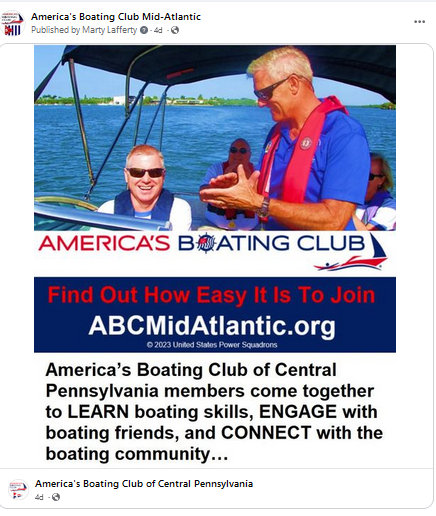 America's Boating Club Mid-Atlantic
Published by Marty Lafferty · 4d ·
AMERICA'S BOATING CLUB
Find Out How Easy It Is To Join
ABCMidAtlantic.org
© 2023 United States Power Squadrons
America's Boating Club of Central
Pennsylvania members come together
to LEARN boating skills, ENGAGE with
boating friends, and CONNECT with the
boating community…
America's Boating Club of Central Pennsylvania
4d ·